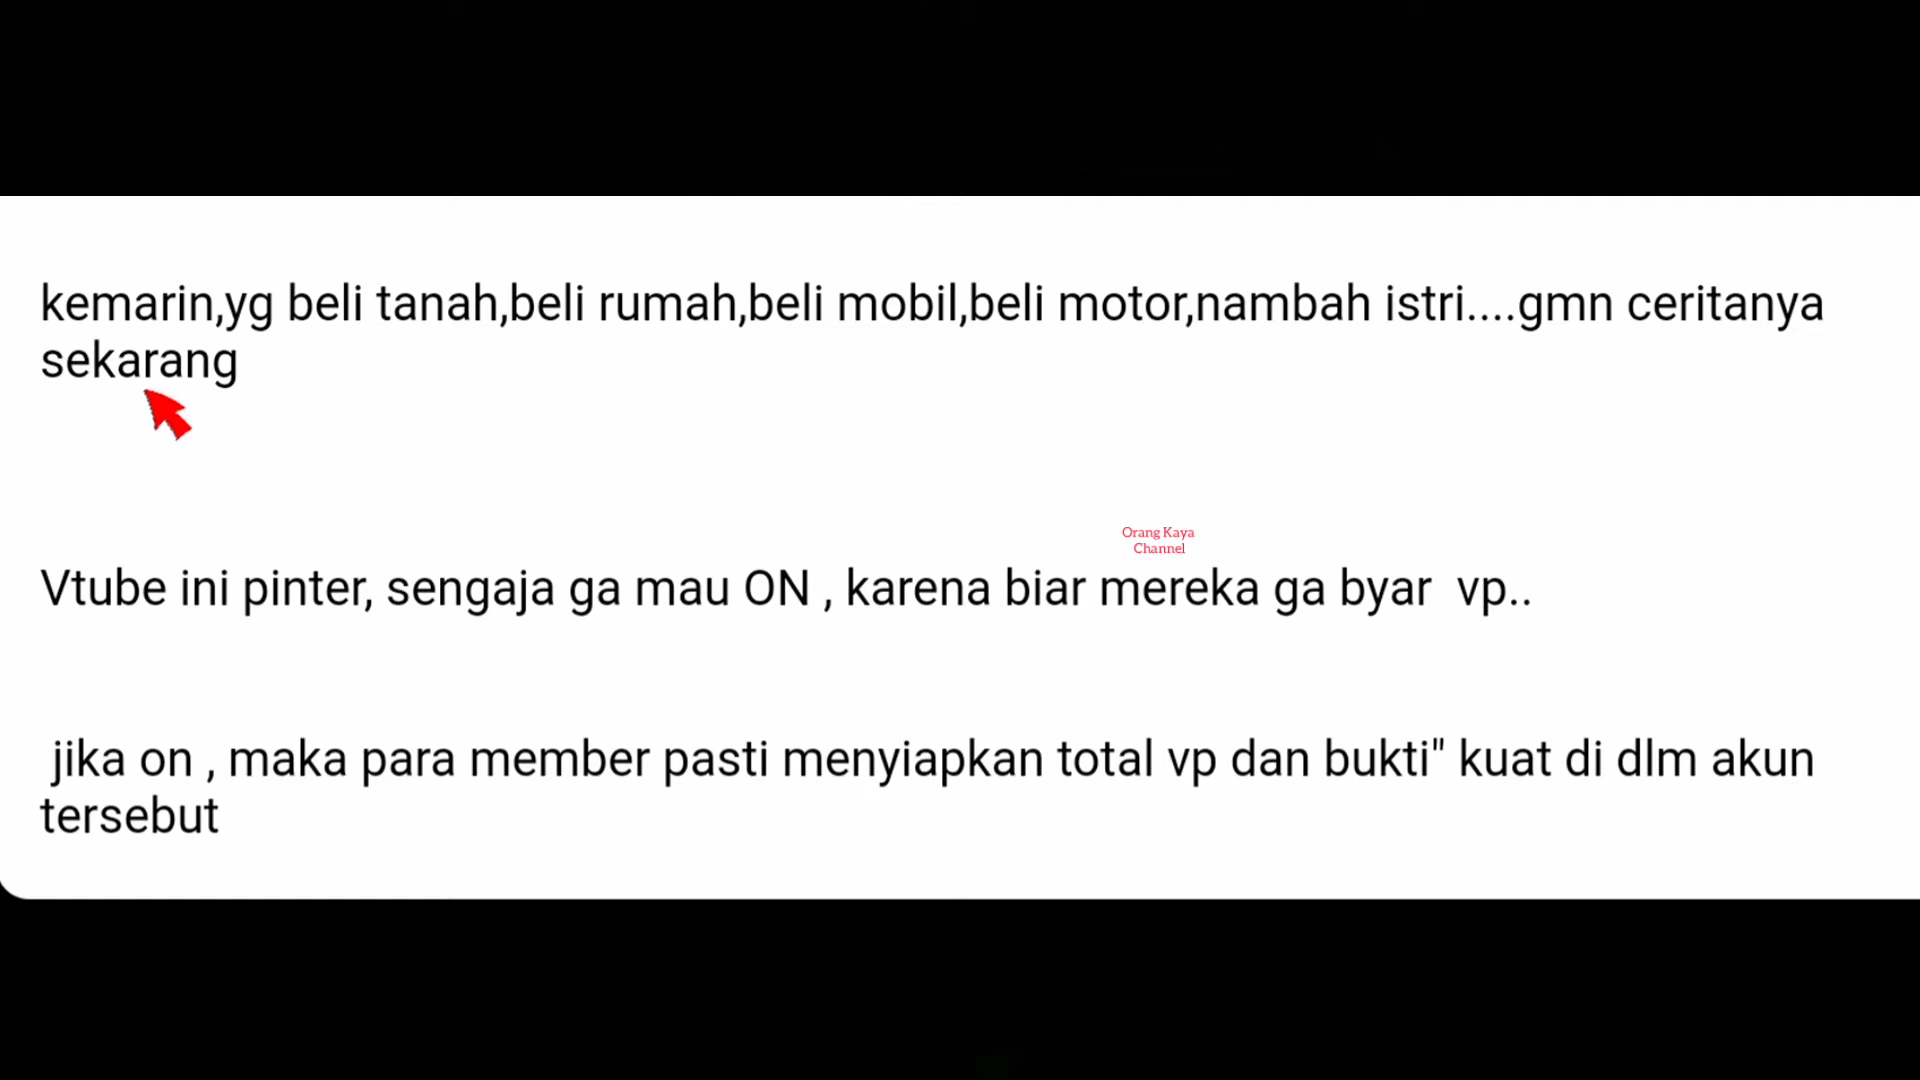 kemarin,yg beli tanah,beli rumah,beli mobil,beli motor,nambah istri....gmn ceritanya
sekarang
Orang Kaya
Channel
Vtube ini pinter, sengaja ga mau ON , karena biar mereka ga byar  vp..
jika on , maka para member pasti menyiapkan total vp dan bukti" kuat di dlm akun
tersebut